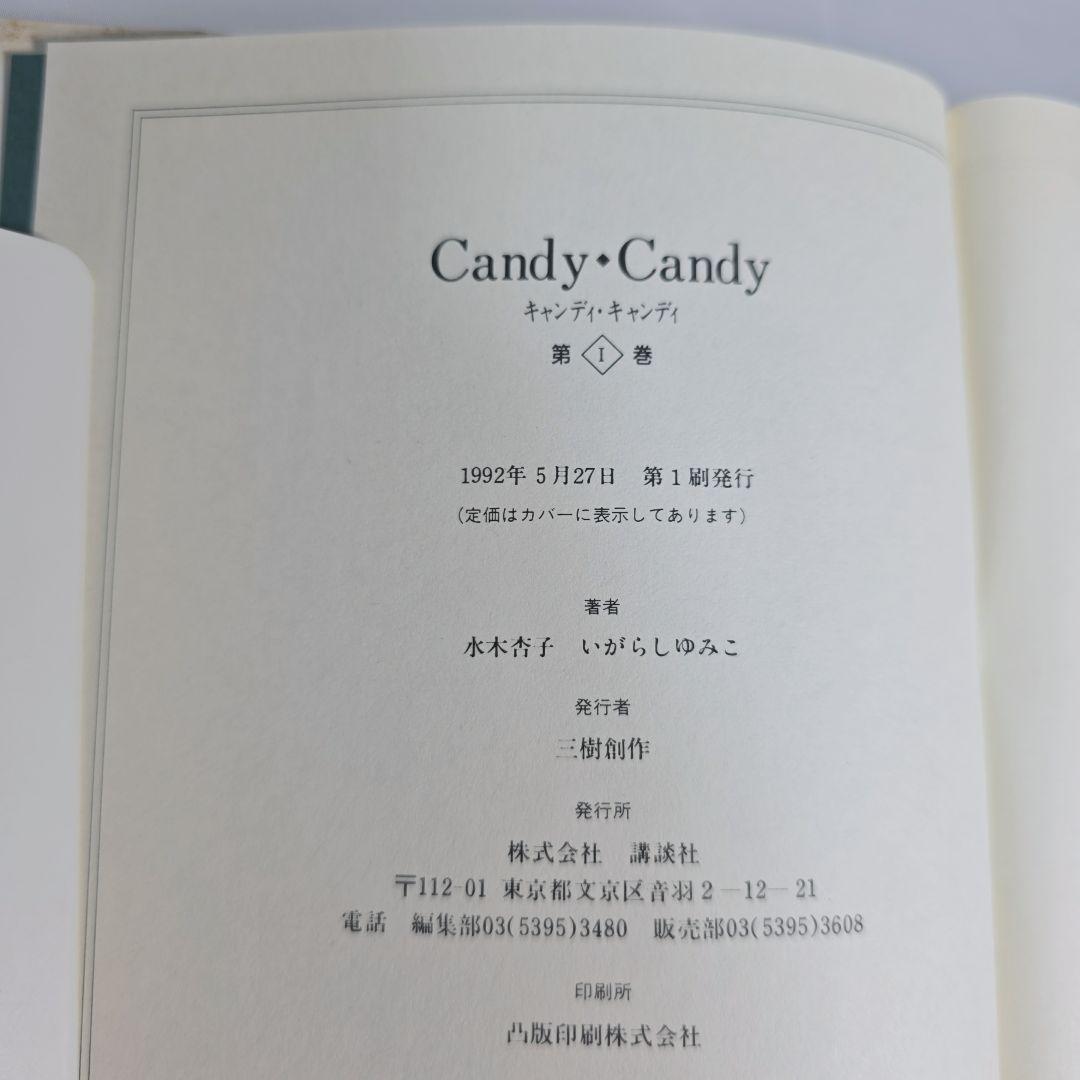 Candy◆Candy
キャンディ・キャンディ
第 I 巻
1992年 5月27日　第1刷発行
(定価はカバーに表示してあります)
著者
水木杏子　いがらしゆみこ
発行者
三樹創作
発行所
株式会社　講談社
〒112-01 東京都文京区音羽2―12―21
電話　編集部03(5395)3480　販売部03(5395)3608
印刷所
凸版印刷株式会社